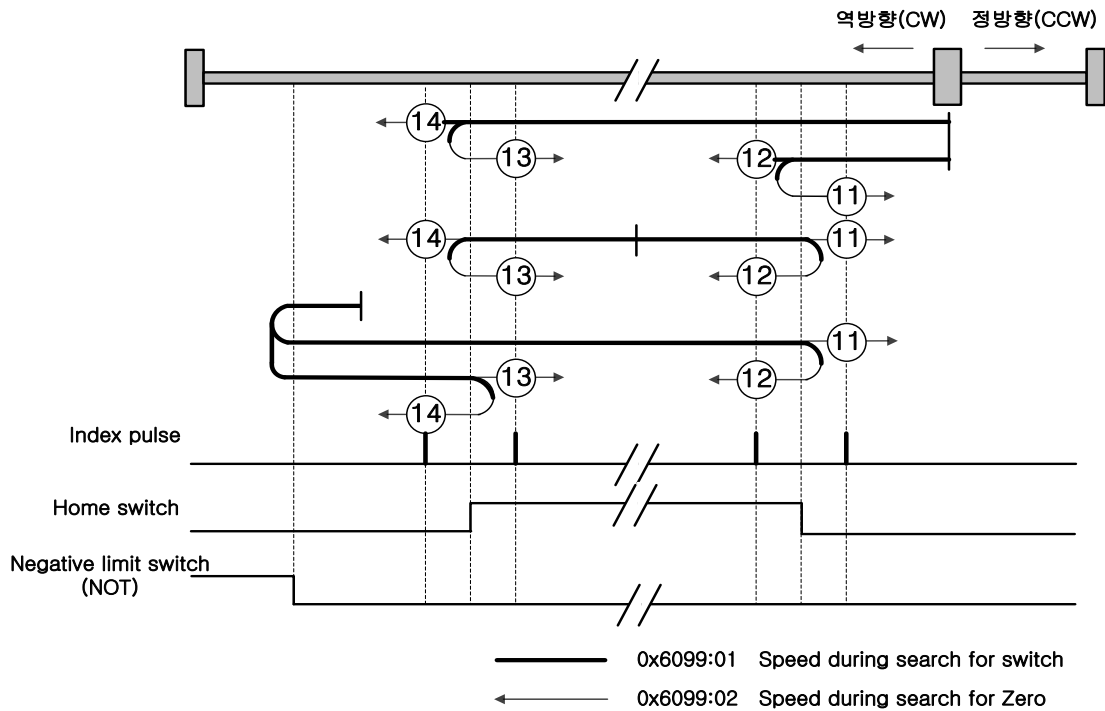 역방향(CW) 정방향(CCW)
14
13
12
11
14
11
13
12
11
13
12
14
Index pulse
Home switch
Negative limit switch
(NOT)
0x6099:01 Speed during search for switch
0x6099:02 Speed during search for Zero